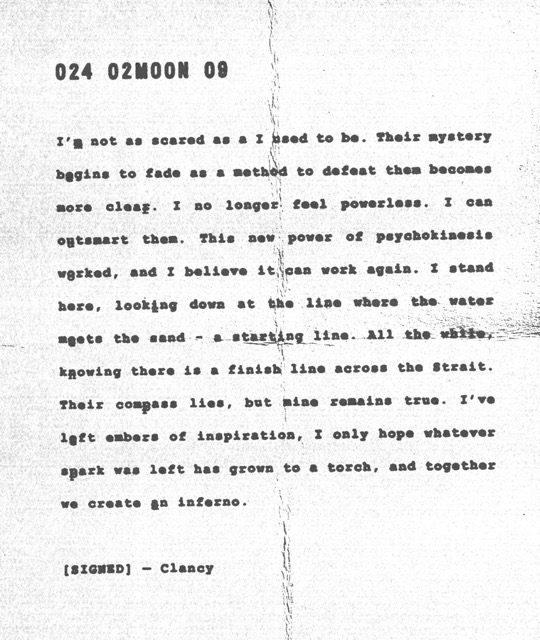 024 02MOON 09
I'm not as scared as a I used to be. Their mystery
begins to fade as a method to defeat them becomes
more clear. I no longer feel powerless. I can
outsmart them. This new power of psychokinesis
worked, and I believe it can work again. I stand
here, looking down at the line where the water
meets the sand - a starting line. All the while,
knowing there is a finish line across the Strait.
Their compass lies, but mine remains true. I've
left embers of inspiration, I only hope whatever
spark was left has grown to a torch, and together
we create an inferno.
[SIGNED] — Clancy